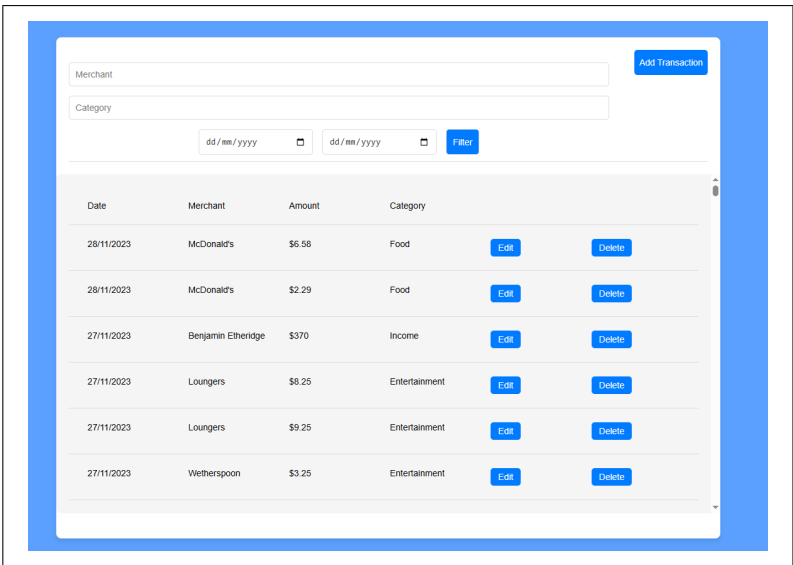 Add Transaction
Merchant
Category
dd/mm/yyyy dd/mm/yyyy Filter
Date Merchant Amount Category
28/11/2023 McDonald's $6.58 Food Edit Delete
28/11/2023 McDonald's $2.29 Food Edit Delete
27/11/2023 Benjamin Etheridge $370 Income Edit Delete
27/11/2023 Loungers $8.25 Entertainment Edit Delete
27/11/2023 Loungers $9.25 Entertainment Edit Delete
27/11/2023 Wetherspoon $3.25 Entertainment Edit Delete